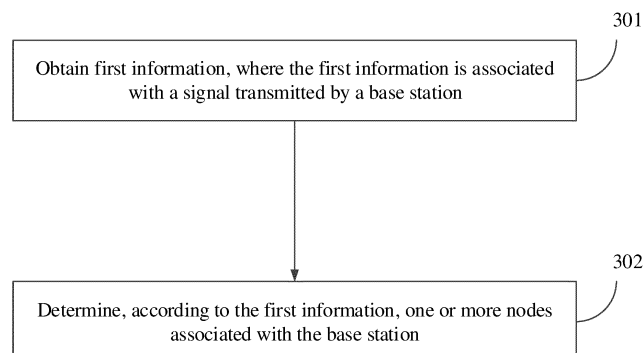 301
Obtain first information, where the first information is associated
with a signal transmitted by a base station
302
Determine, according to the first information, one or more nodes
associated with the base station